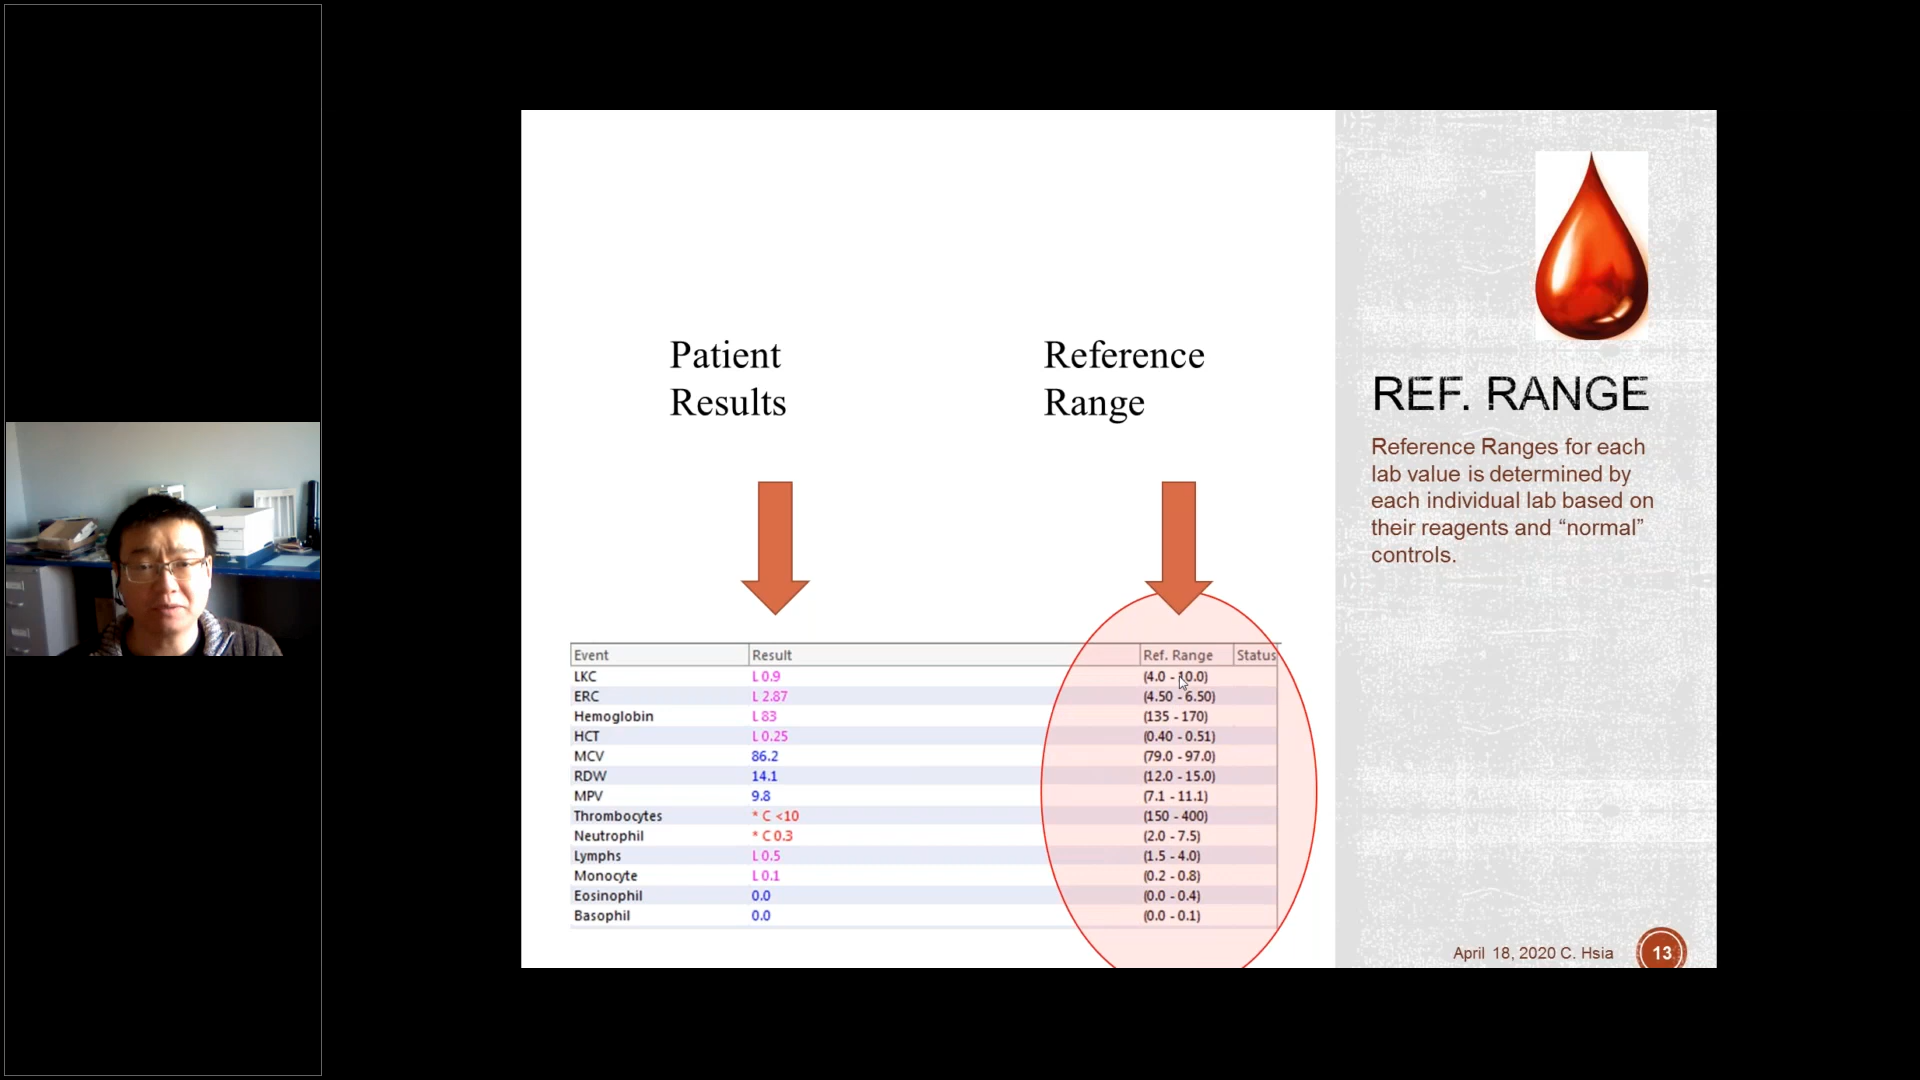 Patient
Results
Reference
Range
Event Result Ref. Range Status
LKC L 0.9 (4.0 - 10.0)
ERC L 2.87 (4.50 - 6.50)
Hemoglobin L 83 (135 - 170)
HCT L 0.25 (0.40 - 0.51)
MCV 86.2 (79.0 - 97.0)
RDW 14.1 (12.0 - 15.0)
MPV 9.8 (7.1 - 11.1)
Thrombocytes * C <10 (150 - 400)
Neutrophil * C 0.3 (2.0 - 7.5)
Lymphs L 0.5 (1.5 - 4.0)
Monocyte L 0.1 (0.2 - 0.8)
Eosinophil 0.0 (0.0 - 0.4)
Basophil 0.0 (0.0 - 0.1)
REF. RANGE
Reference Ranges for each
lab value is determined by
each individual lab based on
their reagents and “normal”
controls.
April 18, 2020 C. Hsia 13